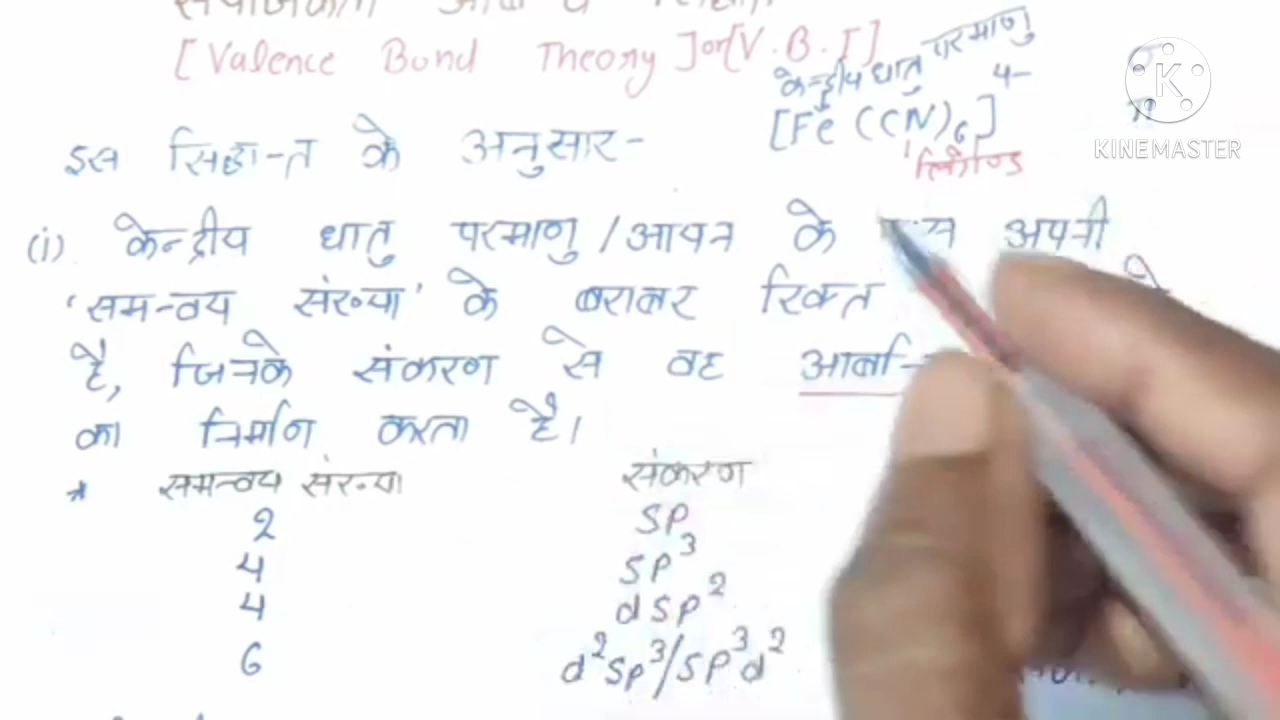 [Valence Bond Theory] or [V.B.T]
केन्द्रीय धातु परमाणु
[Fe(CN)6]4-
लिगेण्ड
KINEMASTER
इस सिद्धान्त के अनुसार-
(i) केन्द्रीय धातु परमाणु/आयन के अपनी
'समन्वय संख्या' के बराबर रिक्त
है, जिनके संकरण से वह
का निर्माण करता है।
* समन्वय संख्या संकरण
2 sp
4 sp3
4 dsp2
6 d2sp3/sp3d2